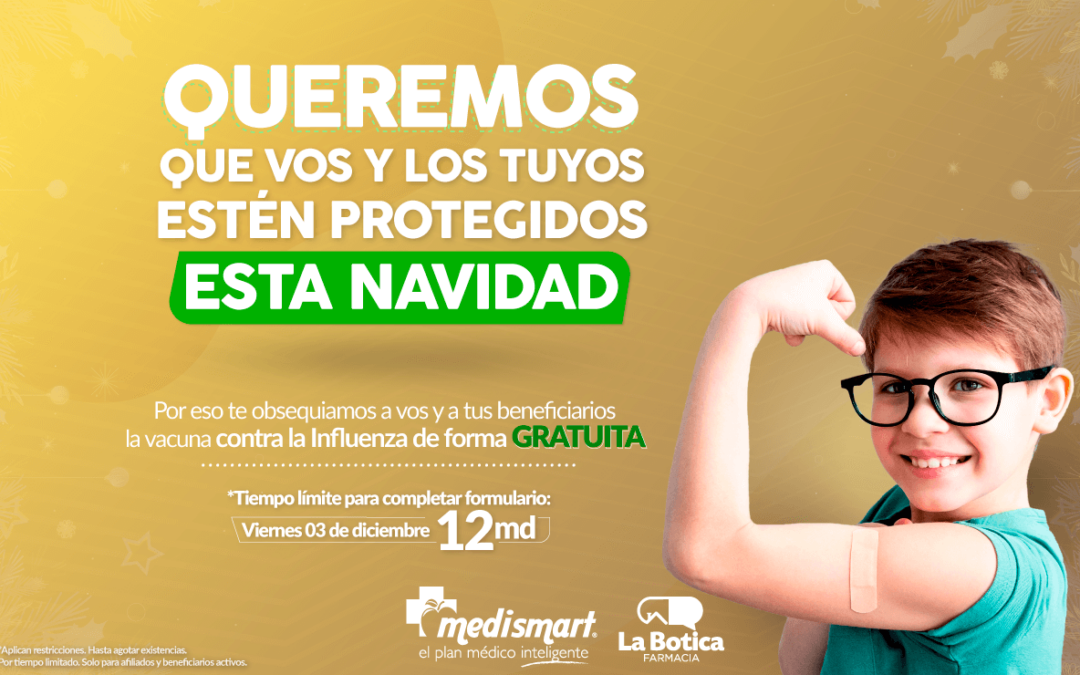 QUEREMOS
QUE VOS Y LOS TUYOS
ESTÉN PROTEGIDOS
ESTA NAVIDAD
Por eso te obsequiamos a vos y a tus beneficiarios
la vacuna contra la Influenza de forma GRATUITA
*Tiempo límite para completar formulario:
Viernes 03 de diciembre 12md
medismart®
el plan médico inteligente
La Botica
FARMACIA
*Aplican restricciones. Hasta agotar existencias.
Por tiempo limitado. Solo para afiliados y beneficiarios activos.